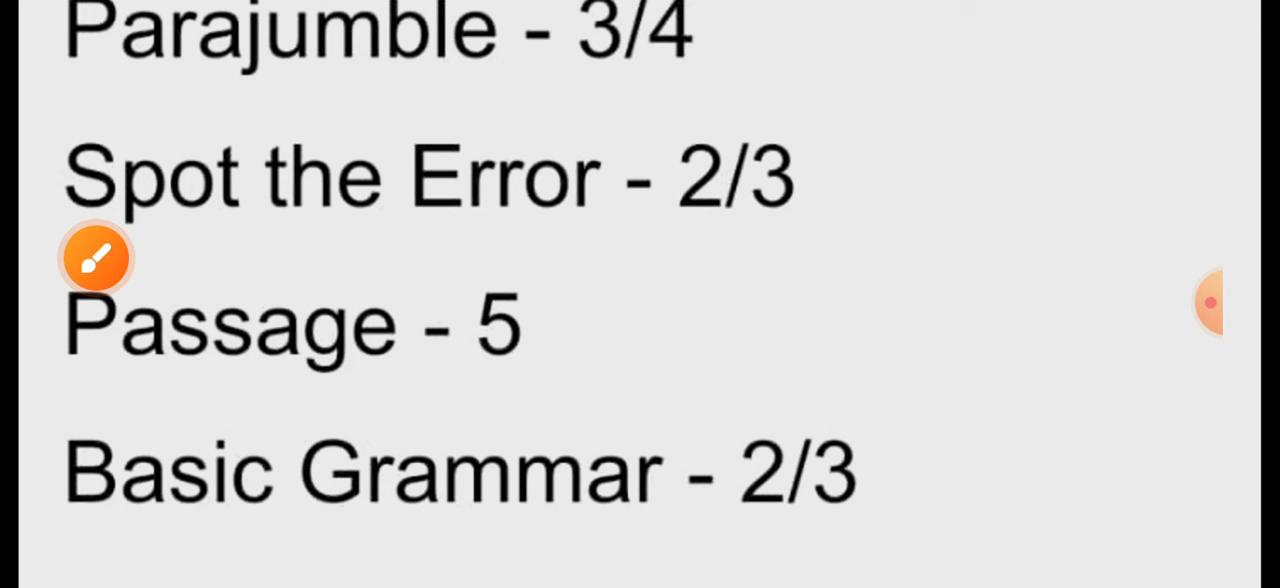 Parajumble - 3/4
Spot the Error - 2/3
Passage - 5
Basic Grammar - 2/3